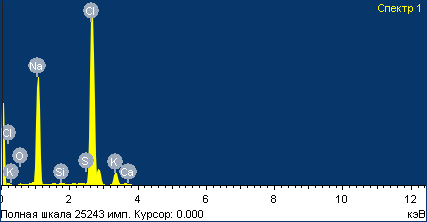 Спектр 1
Cl
Na
Cl
K
O
Si
S
K
Ca
0 2 4 6 8 10 12
Полная шкала 25243 имп. Курсор: 0.000 кэВ